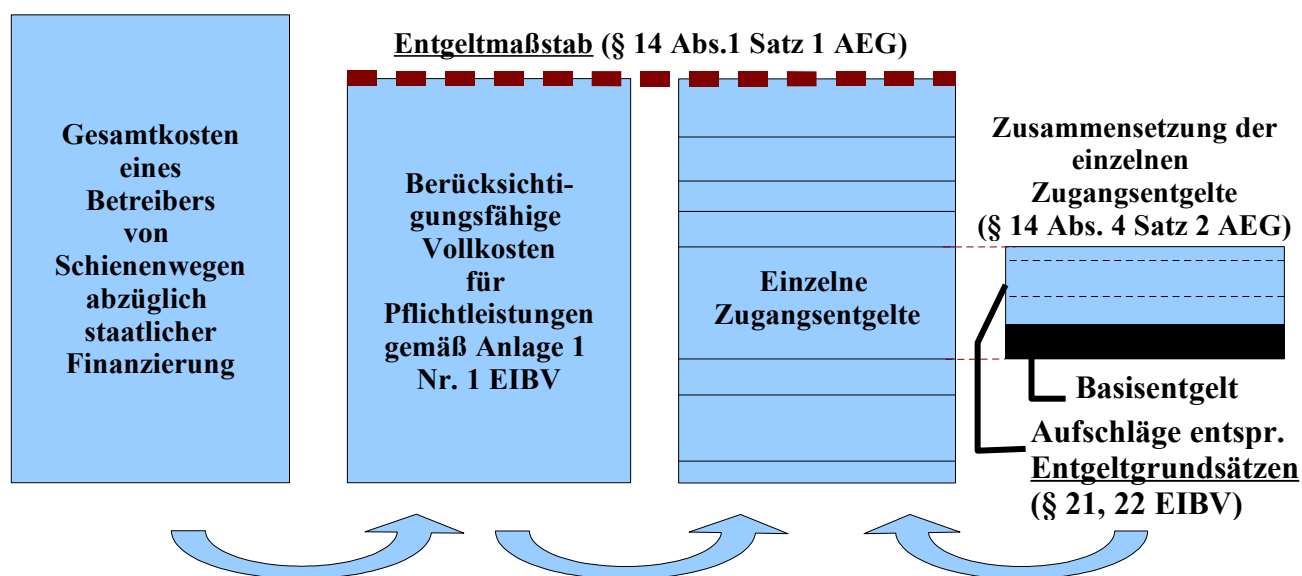 Entgeltmaßstab (§ 14 Abs.1 Satz 1 AEG)
Gesamtkosten
eines
Betreibers
von
Schienenwegen
abzüglich
staatlicher
Finanzierung
Berücksichti-
gungsfähige
Vollkosten
für
Pflichtleistungen
gemäß Anlage 1
Nr. 1 EIBV
Einzelne
Zugangsentgelte
Zusammensetzung der
einzelnen
Zugangsentgelte
(§ 14 Abs. 4 Satz 2 AEG)
Basisentgelt
Aufschläge entspr.
Entgeltgrundsätzen
(§ 21, 22 EIBV)